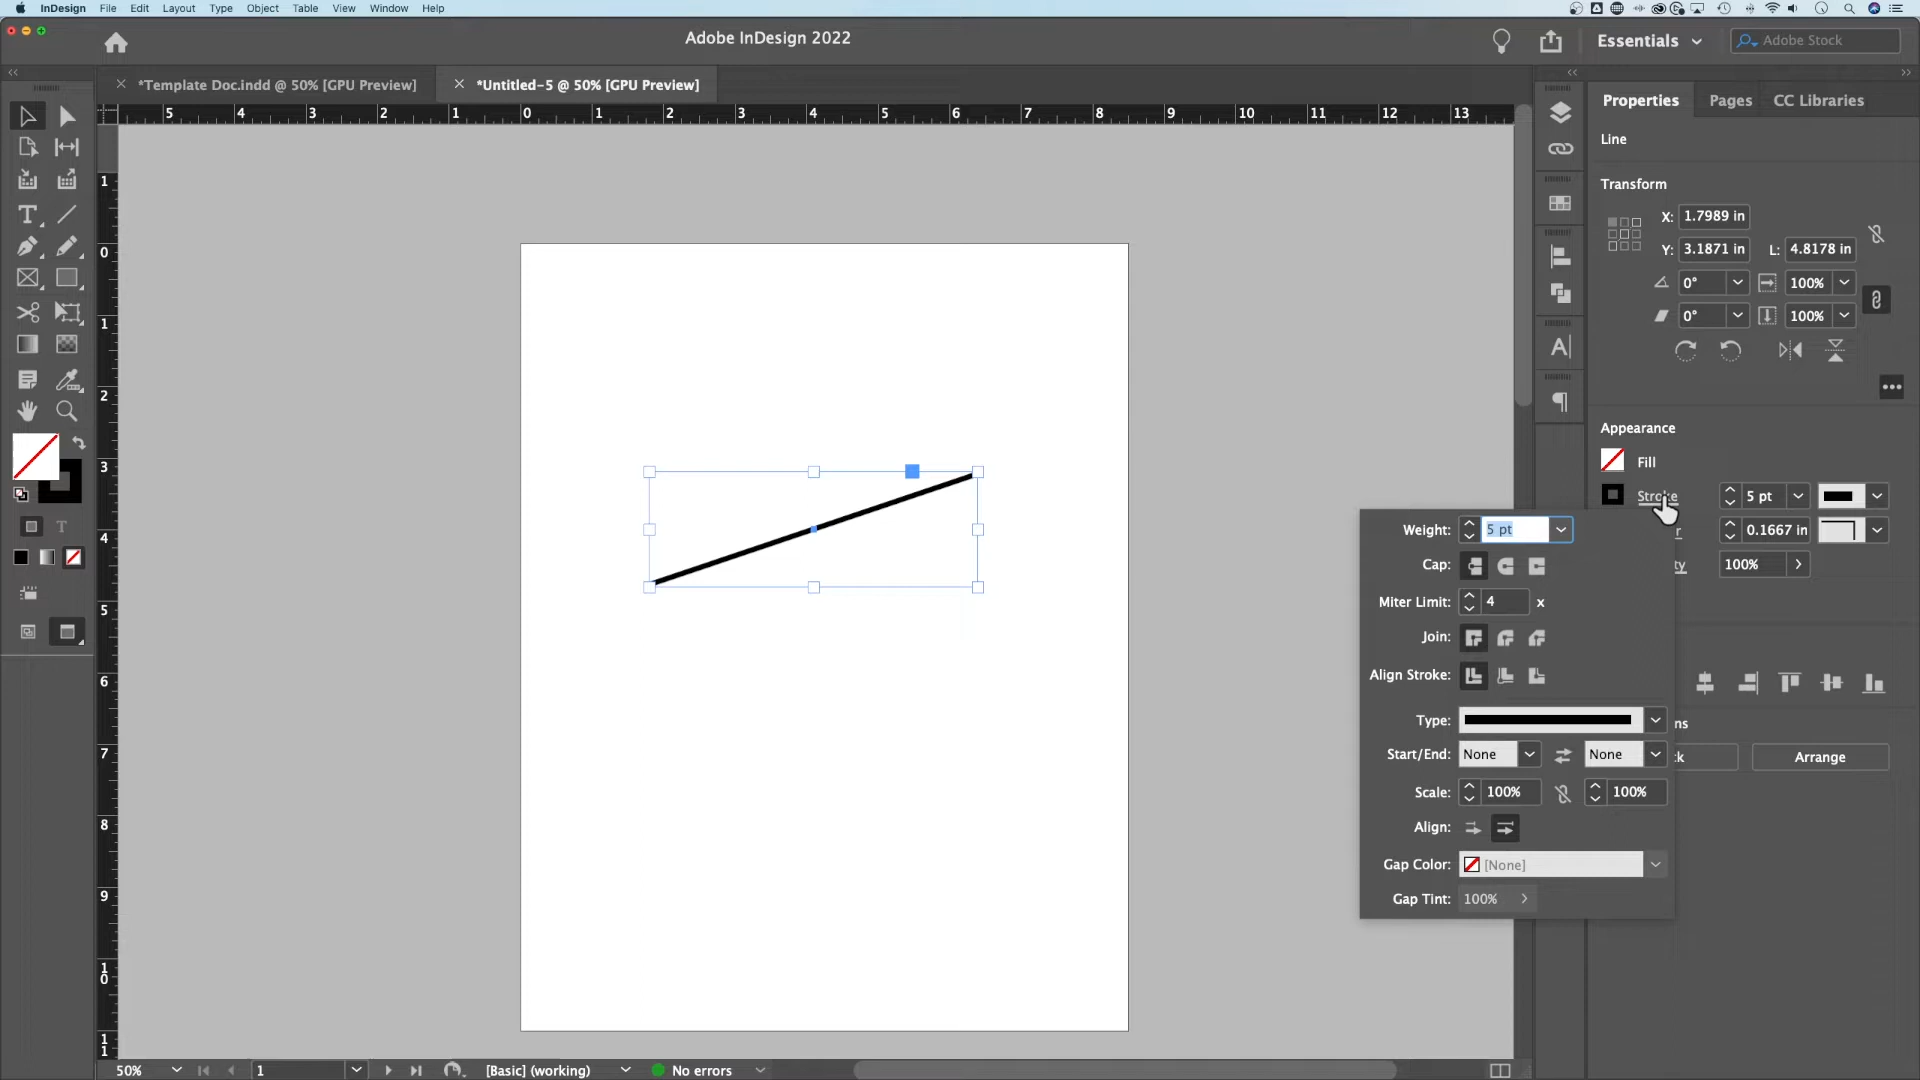 InDesign File Edit Layout Type Object Table View Window Help
Adobe InDesign 2022
Essentials
Adobe Stock
*Template Doc.indd @ 50% [GPU Preview]
*Untitled-5 @ 50% [GPU Preview]
Properties
Pages
CC Libraries
5 4 3 2 1 0 1 2 3 4 5 6 7 8 9 10 11 12 13
1
0
1
2
3
4
5
6
7
8
9
10
11
Line
Transform
X: 1.7989 in
Y: 3.1871 in L: 4.8178 in
0° 100%
0° 100%
Appearance
Fill
Stroke 5 pt
r 0.1667 in
ty 100%
Weight: 5 pt
Cap:
Miter Limit: 4 x
Join:
Align Stroke:
Type:
Start/End: None None
Scale: 100% 100%
Align:
Gap Color: [None]
Gap Tint: 100%
ns
ck
Arrange
50% 1 [Basic] (working) No errors